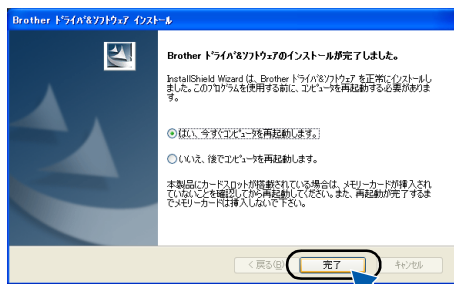 Brother ﾄﾞﾗｲﾊﾞ&ｿﾌﾄｳｪｱ ｲﾝｽﾄｰﾙ
Brother ﾄﾞﾗｲﾊﾞ&ｿﾌﾄｳｪｱのインストールが完了しました。
InstallShield Wizard は、Brother ﾄﾞﾗｲﾊﾞ&ｿﾌﾄｳｪｱ を正常にｲﾝｽﾄｰﾙし
ました。このﾌﾟﾛｸﾞﾗﾑを使用する前に、ｺﾝﾋﾟｭｰﾀを再起動する必要がありま
す。
はい、今すぐｺﾝﾋﾟｭｰﾀを再起動します。
いいえ、後でｺﾝﾋﾟｭｰﾀを再起動します。
本製品にカードスロットが搭載されている場合は、メモリーカードが挿入され
ていないことを確認してから再起動してください。また、再起動が完了するま
でメモリーカードは挿入しないで下さい。
< 戻る(B)
完了
ｷｬﾝｾﾙ